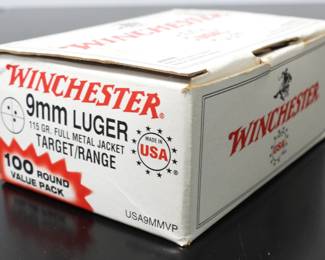 WINCHESTER®
9mm LUGER
115 GR. FULL METAL JACKET
TARGET/RANGE
MADE IN
USA
100 ROUND
VALUE PACK
USA9MMVP
WINCHESTER
USA